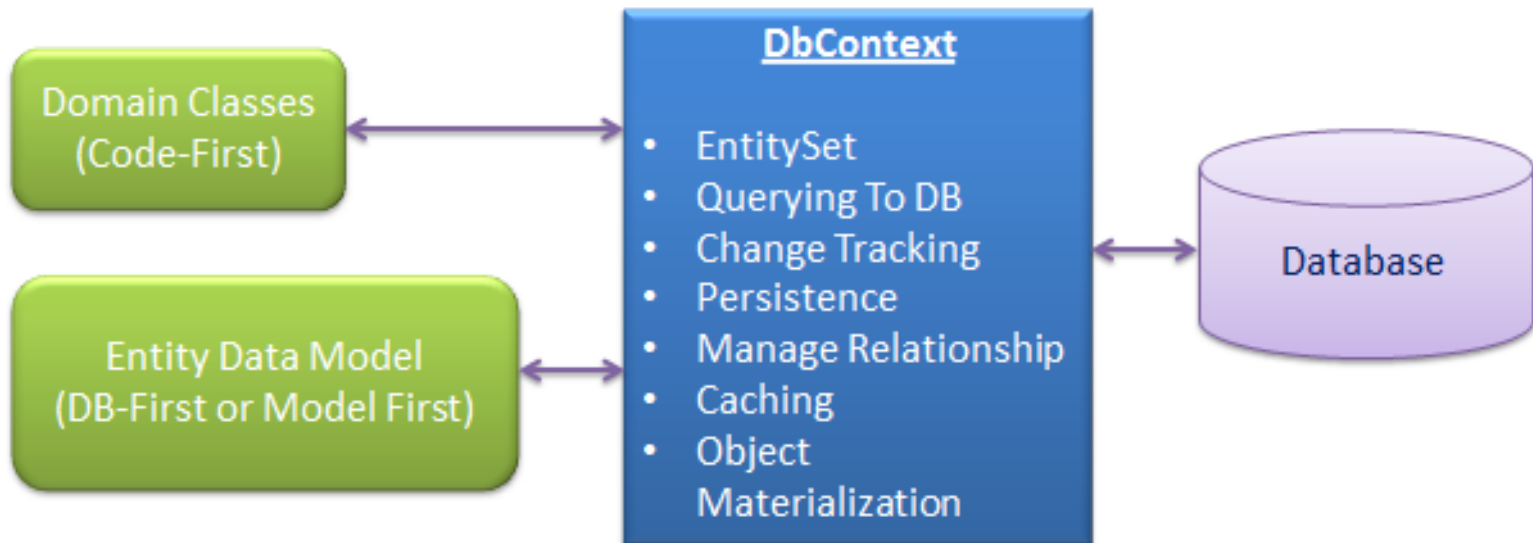 Domain Classes
(Code-First)
Entity Data Model
(DB-First or Model First)
DbContext
• EntitySet
• Querying To DB
• Change Tracking
• Persistence
• Manage Relationship
• Caching
• Object
Materialization
Database